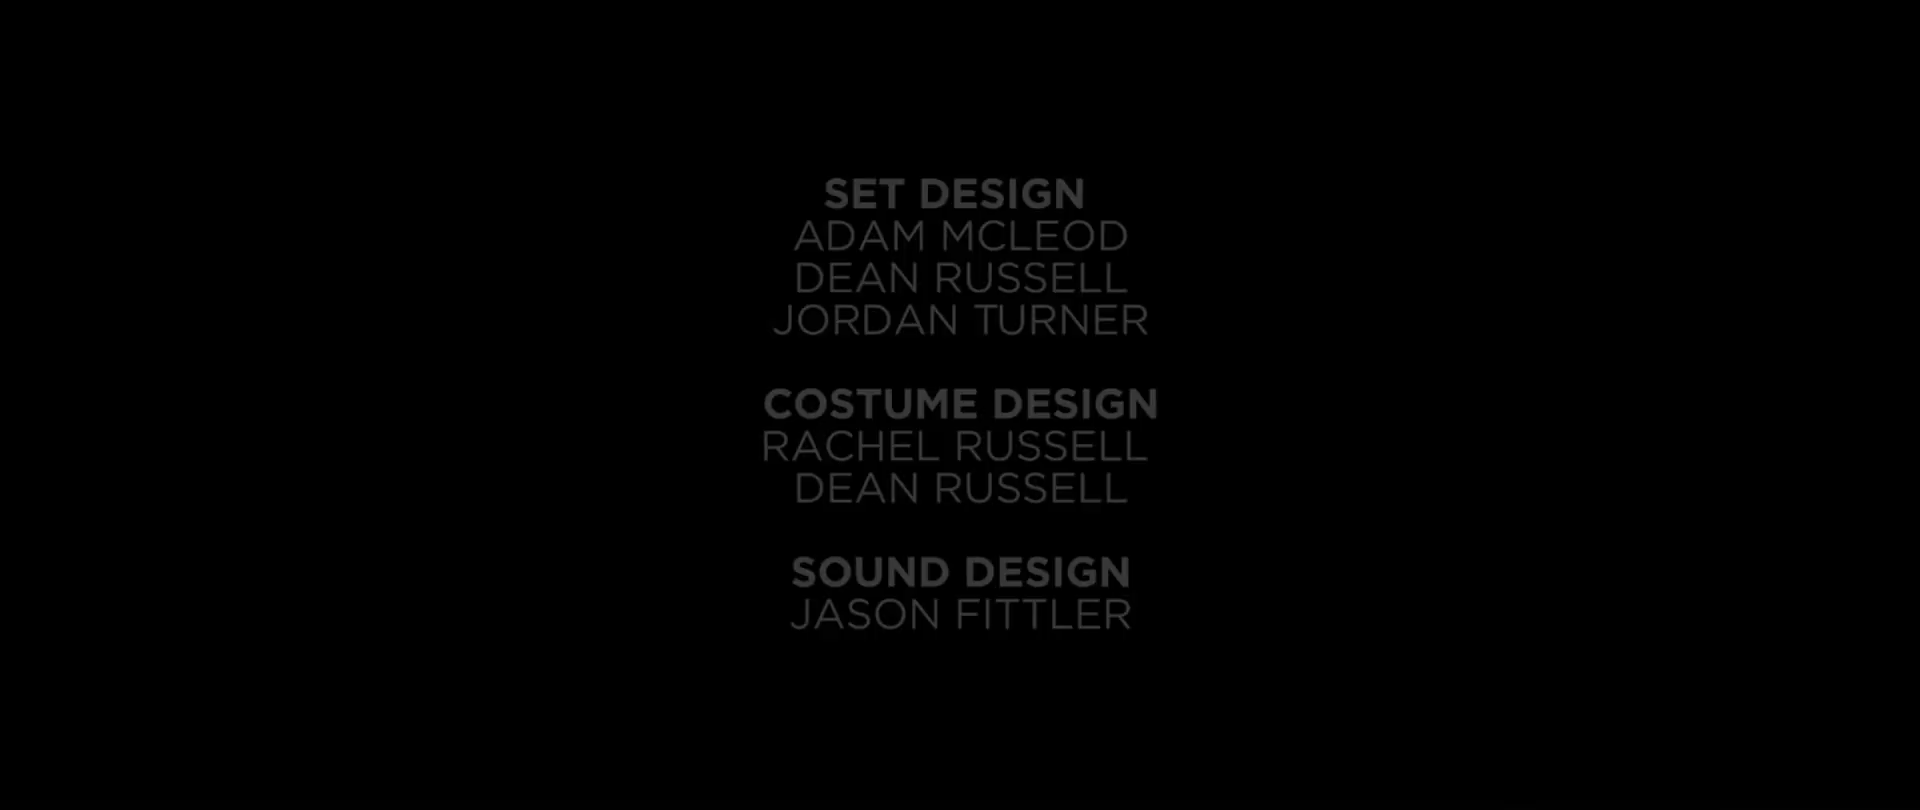 SET DESIGN
ADAM MCLEOD
DEAN RUSSELL
JORDAN TURNER
COSTUME DESIGN
RACHEL RUSSELL
DEAN RUSSELL
SOUND DESIGN
JASON FITTLER